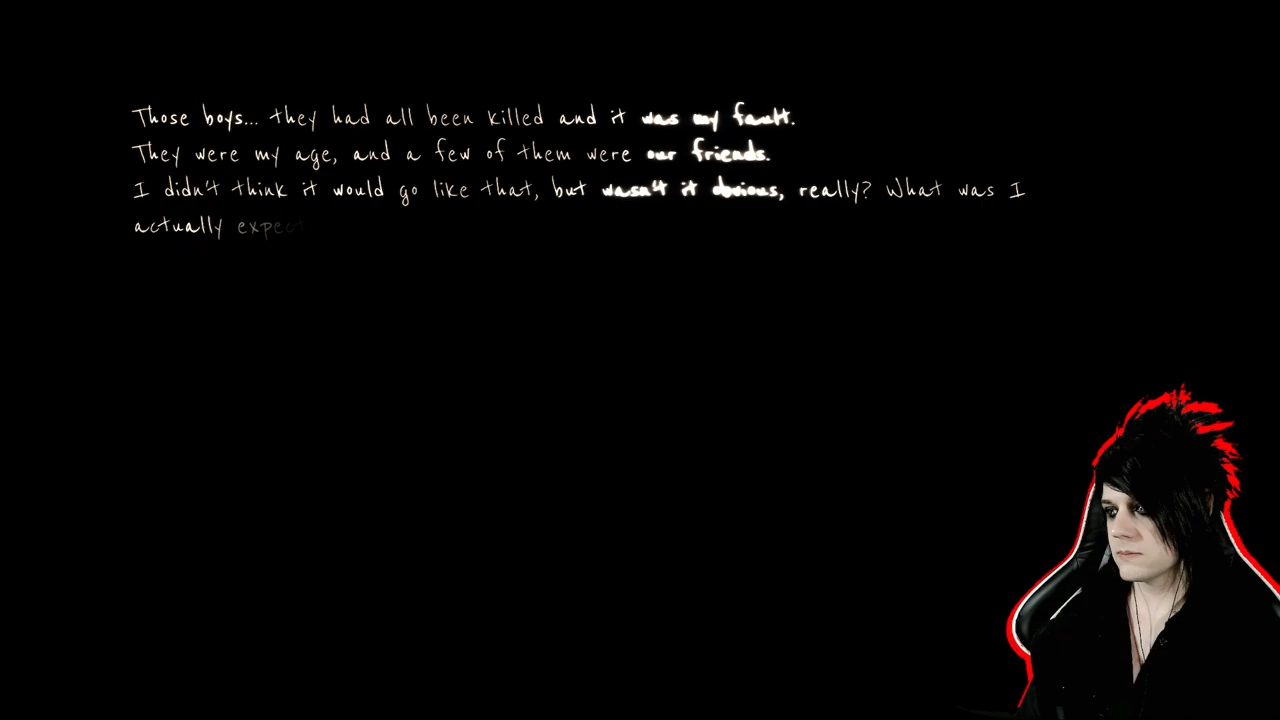 Those boys... they had all been killed and it was my fault.
They were my age, and a few of them were our friends.
I didn't think it would go like that, but wasn't it obvious, really? What was I
actually expect